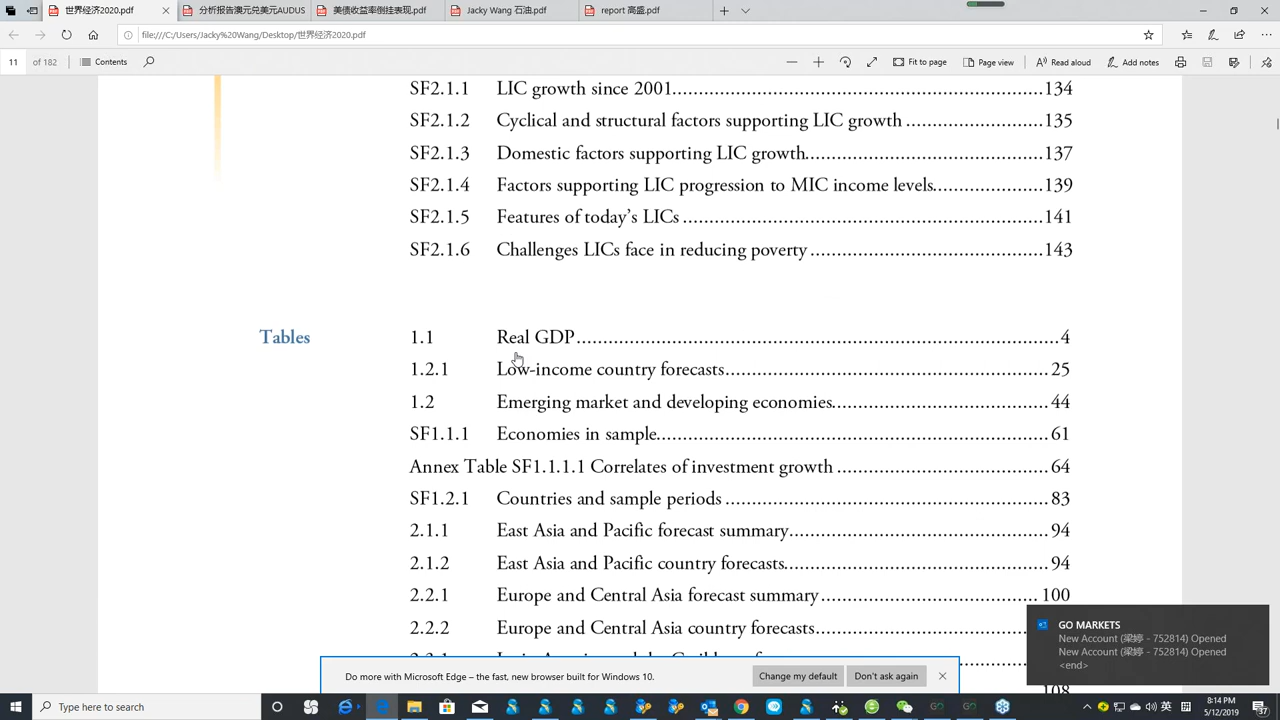 世界经济2020.pdf
分析报告澳元兑美元AUDUS
美债收益率倒挂表现.pdf
Jacky Wang 石油.pdf
report 高盛.pdf
file:///C:/Users/Jacky%20Wang/Desktop/世界经济2020.pdf
11 of 182 Contents Fit to page Page view Read aloud Add notes
SF2.1.1 LIC growth since 2001 134
SF2.1.2 Cyclical and structural factors supporting LIC growth 135
SF2.1.3 Domestic factors supporting LIC growth 137
SF2.1.4 Factors supporting LIC progression to MIC income levels 139
SF2.1.5 Features of today’s LICs 141
SF2.1.6 Challenges LICs face in reducing poverty 143
Tables 1.1 Real GDP 4
1.2.1 Low-income country forecasts 25
1.2 Emerging market and developing economies 44
SF1.1.1 Economies in sample 61
Annex Table SF1.1.1.1 Correlates of investment growth 64
SF1.2.1 Countries and sample periods 83
2.1.1 East Asia and Pacific forecast summary 94
2.1.2 East Asia and Pacific country forecasts 94
2.2.1 Europe and Central Asia forecast summary 100
2.2.2 Europe and Central Asia country forecasts
108
GO MARKETS
New Account (梁婷 - 752814) Opened
New Account (梁婷 - 752814) Opened
<end>
Do more with Microsoft Edge – the fast, new browser built for Windows 10. Change my default Don't ask again
Type here to search
英
8:14 PM
5/12/2019